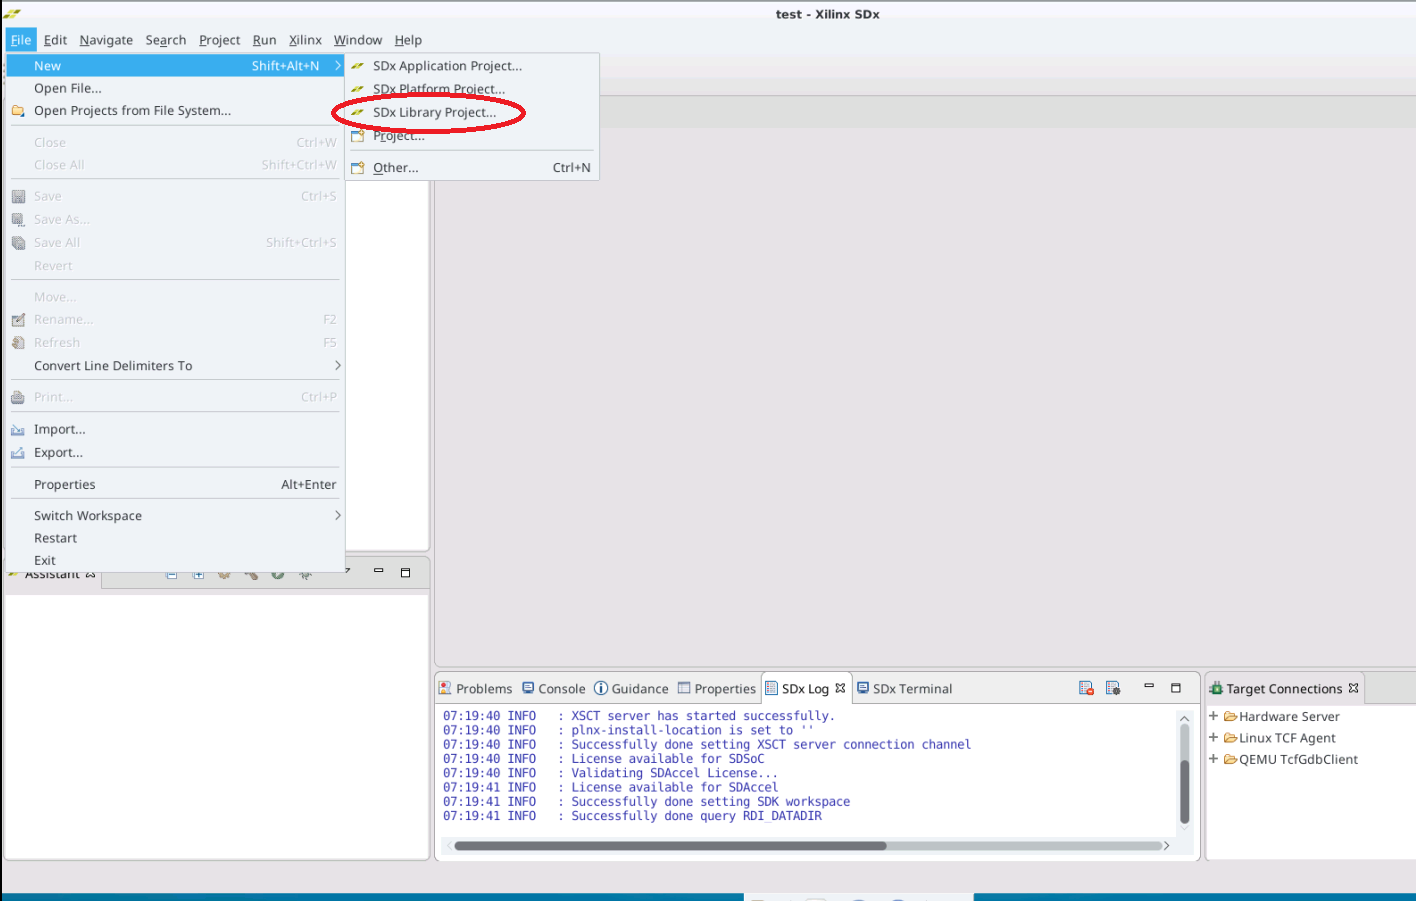 test - Xilinx SDx
File Edit Navigate Search Project Run Xilinx Window Help
New Shift+Alt+N
Open File...
Open Projects from File System...
Close Ctrl+W
Close All Shift+Ctrl+W
Save Ctrl+S
Save As...
Save All Shift+Ctrl+S
Revert
Move...
Rename... F2
Refresh F5
Convert Line Delimiters To
Print... Ctrl+P
Import...
Export...
Properties Alt+Enter
Switch Workspace
Restart
Exit
SDx Application Project...
SDx Platform Project...
SDx Library Project...
Project...
Other... Ctrl+N
Assistant
Problems Console Guidance Properties SDx Log SDx Terminal
07:19:40 INFO : XSCT server has started successfully.
07:19:40 INFO : plnx-install-location is set to ''
07:19:40 INFO : Successfully done setting XSCT server connection channel
07:19:40 INFO : License available for SDSoC
07:19:40 INFO : Validating SDAccel License...
07:19:41 INFO : License available for SDAccel
07:19:41 INFO : Successfully done setting SDK workspace
07:19:41 INFO : Successfully done query RDI_DATADIR
Target Connections
Hardware Server
Linux TCF Agent
QEMU TcfGdbClient